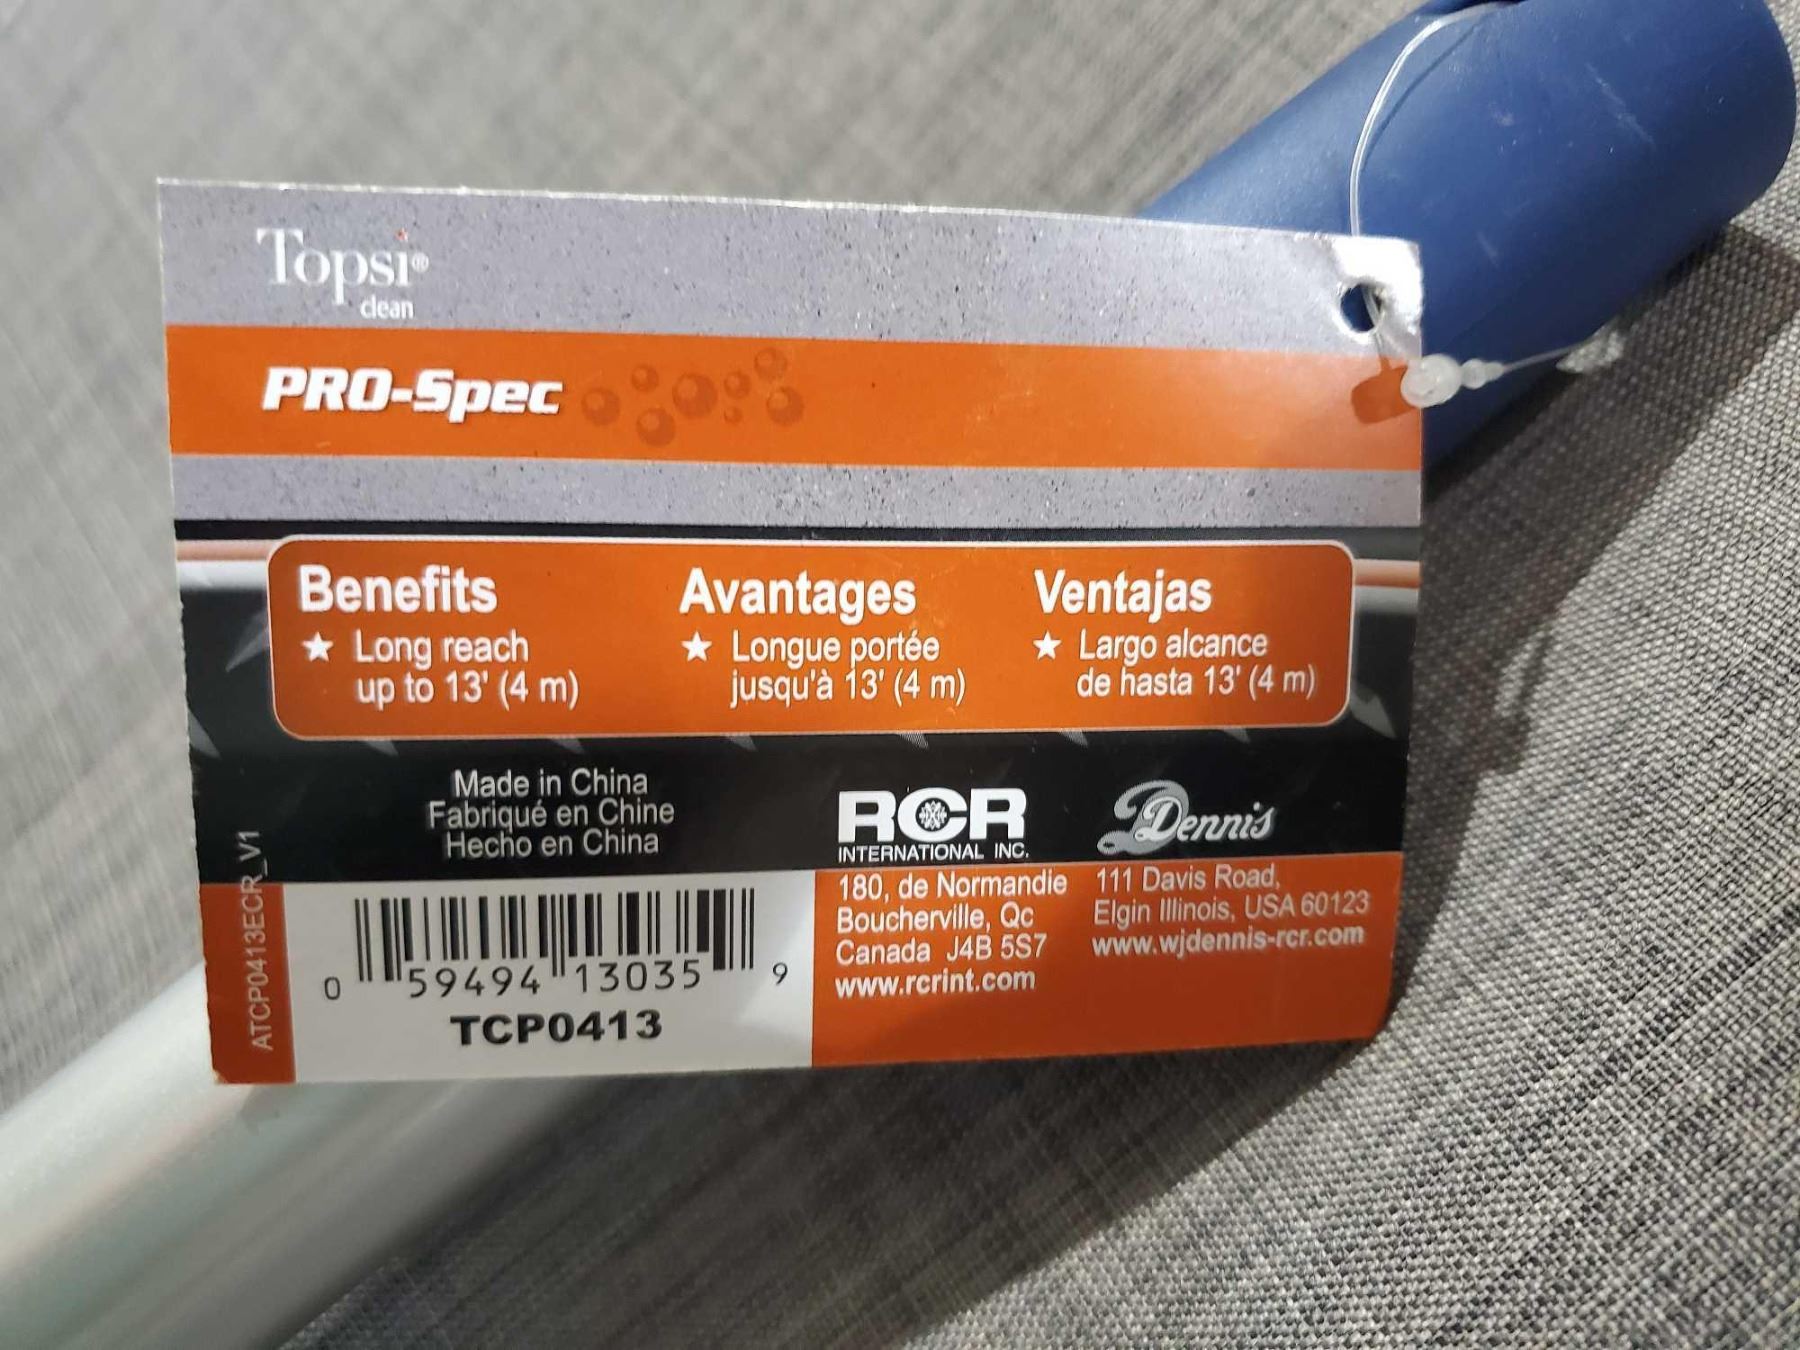 Topsi®
clean
PRO-Spec
Benefits
★ Long reach
up to 13' (4 m)
Avantages
★ Longue portée
jusqu'à 13' (4 m)
Ventajas
★ Largo alcance
de hasta 13' (4 m)
Made in China
Fabriqué en Chine
Hecho en China
RCR
INTERNATIONAL INC.
180, de Normandie
Boucherville, Qc
Canada J4B 5S7
www.rcrint.com
Dennis
111 Davis Road,
Elgin Illinois, USA 60123
www.wjdennis-rcr.com
ATCP0413ECR_V1
0 59494 13035 9
TCP0413